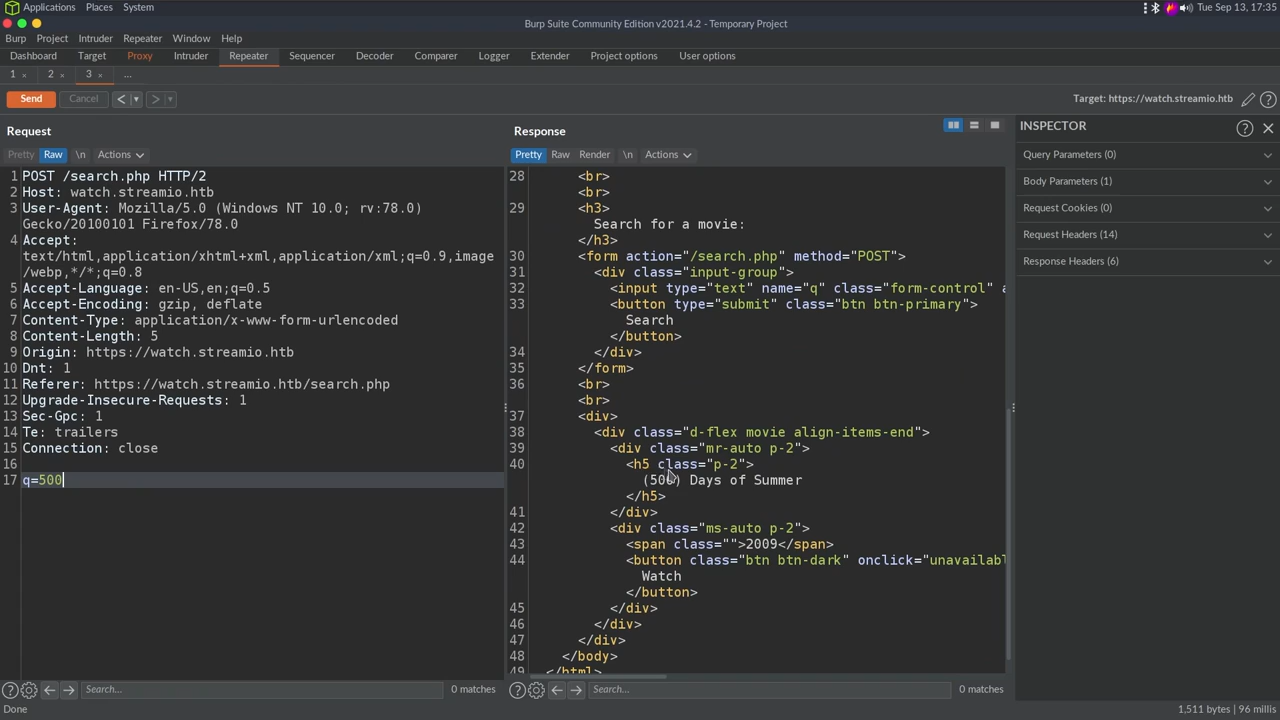 Applications Places System Tue Sep 13, 17:35
Burp Suite Community Edition v2021.4.2 - Temporary Project
Burp Project Intruder Repeater Window Help
Dashboard Target Proxy Intruder Repeater Sequencer Decoder Comparer Logger Extender Project options User options
1 × 2 × 3 × ...
Send Cancel < > Target: https://watch.streamio.htb
Request
Pretty Raw \n Actions
1 POST /search.php HTTP/2
2 Host: watch.streamio.htb
3 User-Agent: Mozilla/5.0 (Windows NT 10.0; rv:78.0)
Gecko/20100101 Firefox/78.0
4 Accept:
text/html,application/xhtml+xml,application/xml;q=0.9,image
/webp,*/*;q=0.8
5 Accept-Language: en-US,en;q=0.5
6 Accept-Encoding: gzip, deflate
7 Content-Type: application/x-www-form-urlencoded
8 Content-Length: 5
9 Origin: https://watch.streamio.htb
10 Dnt: 1
11 Referer: https://watch.streamio.htb/search.php
12 Upgrade-Insecure-Requests: 1
13 Sec-Gpc: 1
14 Te: trailers
15 Connection: close
16
17 q=500
Search... 0 matches
Response
Pretty Raw Render \n Actions
28 <br>
<br>
29 <h3>
Search for a movie:
</h3>
30 <form action="/search.php" method="POST">
31 <div class="input-group">
32 <input type="text" name="q" class="form-control" a
33 <button type="submit" class="btn btn-primary">
Search
</button>
34 </div>
35 </form>
36 <br>
<br>
37 <div>
38 <div class="d-flex movie align-items-end">
39 <div class="mr-auto p-2">
40 <h5 class="p-2">
(500) Days of Summer
</h5>
41 </div>
42 <div class="ms-auto p-2">
43 <span class="">2009</span>
44 <button class="btn btn-dark" onclick="unavailabl
Watch
</button>
45 </div>
46 </div>
47 </div>
48 </body>
49 </html>
Search... 0 matches
INSPECTOR
Query Parameters (0)
Body Parameters (1)
Request Cookies (0)
Request Headers (14)
Response Headers (6)
Done 1,511 bytes | 96 millis